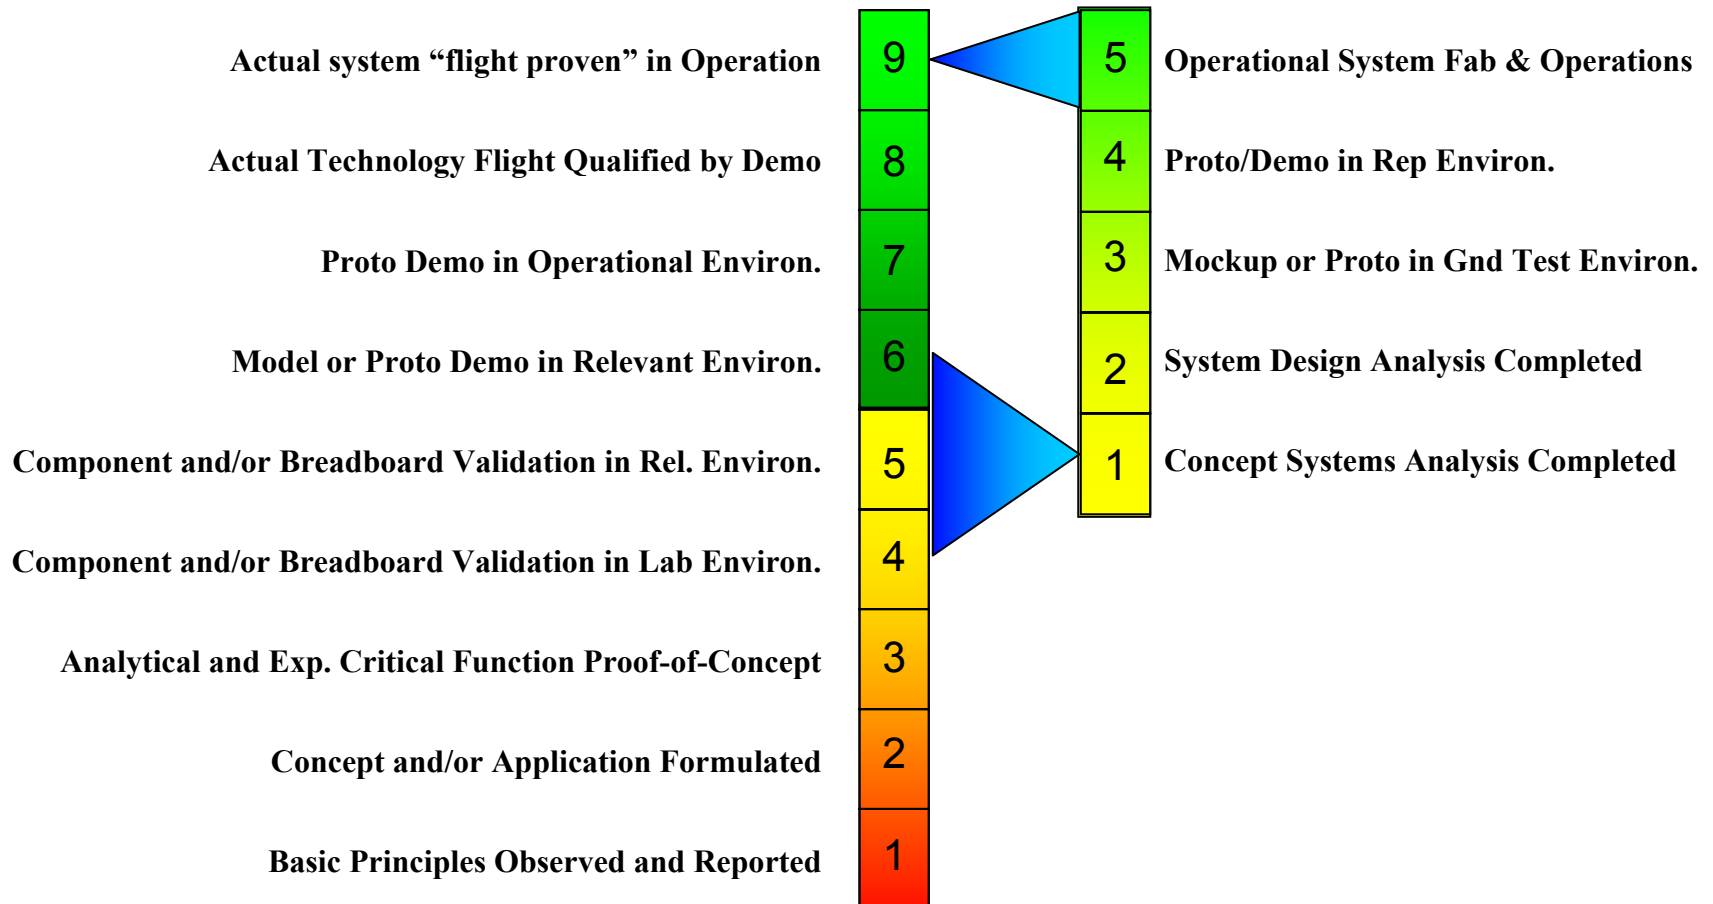 Actual system “flight proven” in Operation 9 5 Operational System Fab & Operations
Actual Technology Flight Qualified by Demo 8 4 Proto/Demo in Rep Environ.
Proto Demo in Operational Environ. 7 3 Mockup or Proto in Gnd Test Environ.
Model or Proto Demo in Relevant Environ. 6 2 System Design Analysis Completed
Component and/or Breadboard Validation in Rel. Environ. 5 1 Concept Systems Analysis Completed
Component and/or Breadboard Validation in Lab Environ. 4
Analytical and Exp. Critical Function Proof-of-Concept 3
Concept and/or Application Formulated 2
Basic Principles Observed and Reported 1